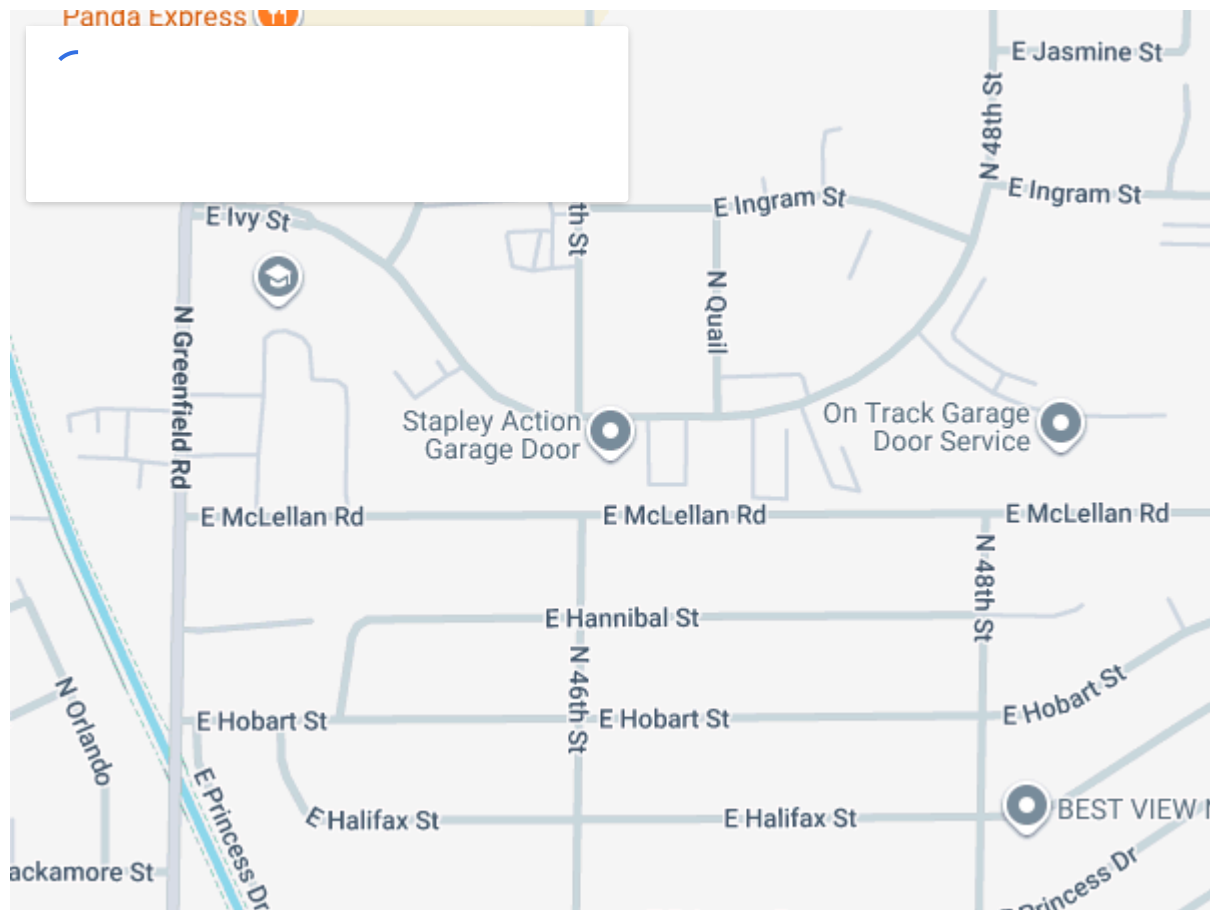 Panda Express
E Jasmine St
N 48th St
E Ingram St
E Ingram St
E Ivy St
th St
N Quail
N Greenfield Rd
Stapley Action
Garage Door
On Track Garage
Door Service
E McLellan Rd
E McLellan Rd
E McLellan Rd
N 48th St
E Hannibal St
N 46th St
N Orlando
E Hobart St
E Hobart St
E Hobart St
E Princess Dr
E Halifax St
E Halifax St
BEST VIEW
ackamore St
Princess Dr